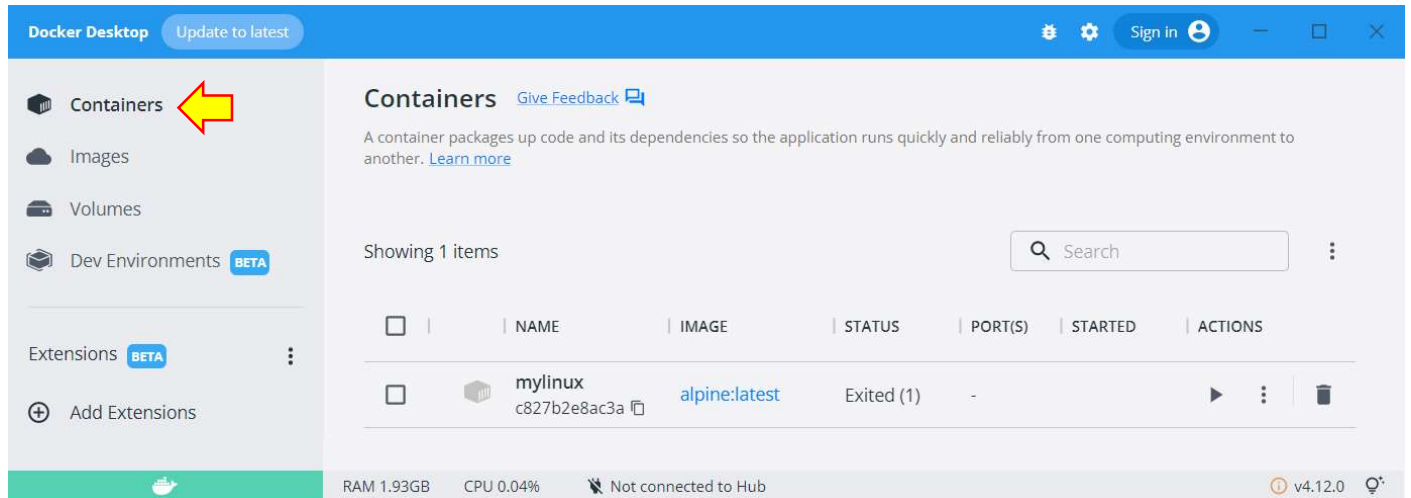 Docker Desktop Update to latest Sign in
Containers
Images
Volumes
Dev Environments BETA
Extensions BETA
Add Extensions
Containers Give Feedback
A container packages up code and its dependencies so the application runs quickly and reliably from one computing environment to
another. Learn more
Showing 1 items Search
NAME IMAGE STATUS PORT(S) STARTED ACTIONS
mylinux
c827b2e8ac3a alpine:latest Exited (1) -
RAM 1.93GB CPU 0.04% Not connected to Hub v4.12.0